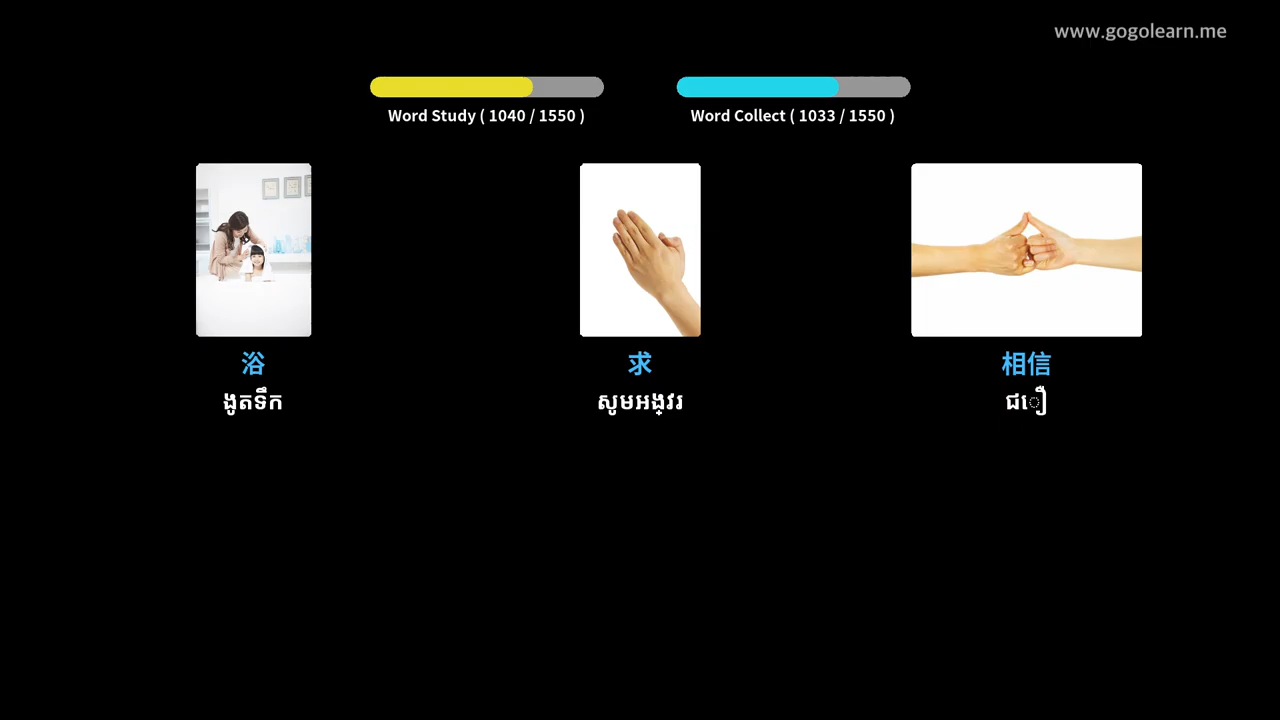 www.gogolearn.me
Word Study ( 1040 / 1550 )
Word Collect ( 1033 / 1550 )
浴
求
相信
ងូតទឹក
សូមអង្វរ
ជឿ